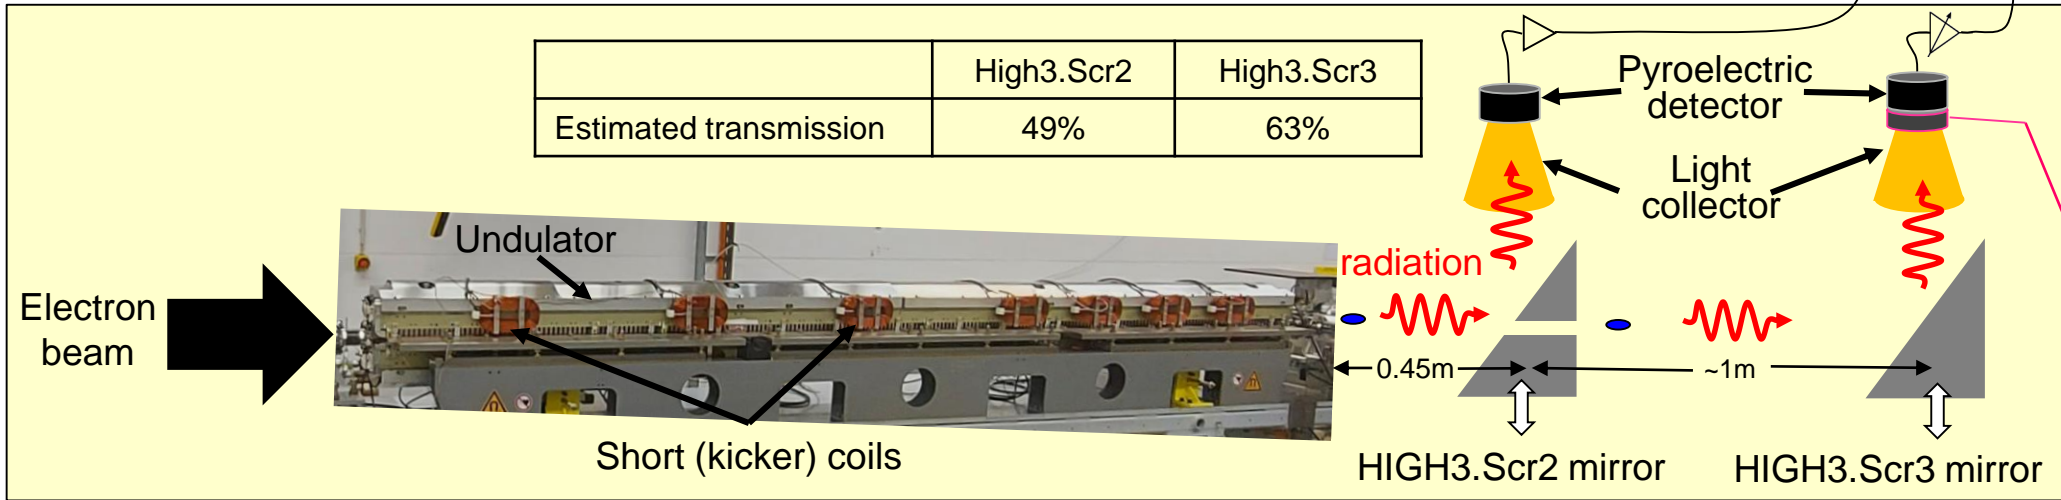 High3.Scr2 High3.Scr3
Estimated transmission 49% 63%
Pyroelectric
detector
Light
collector
Undulator
radiation
Electron
beam
0.45m
~1m
Short (kicker) coils
HIGH3.Scr2 mirror
HIGH3.Scr3 mirror